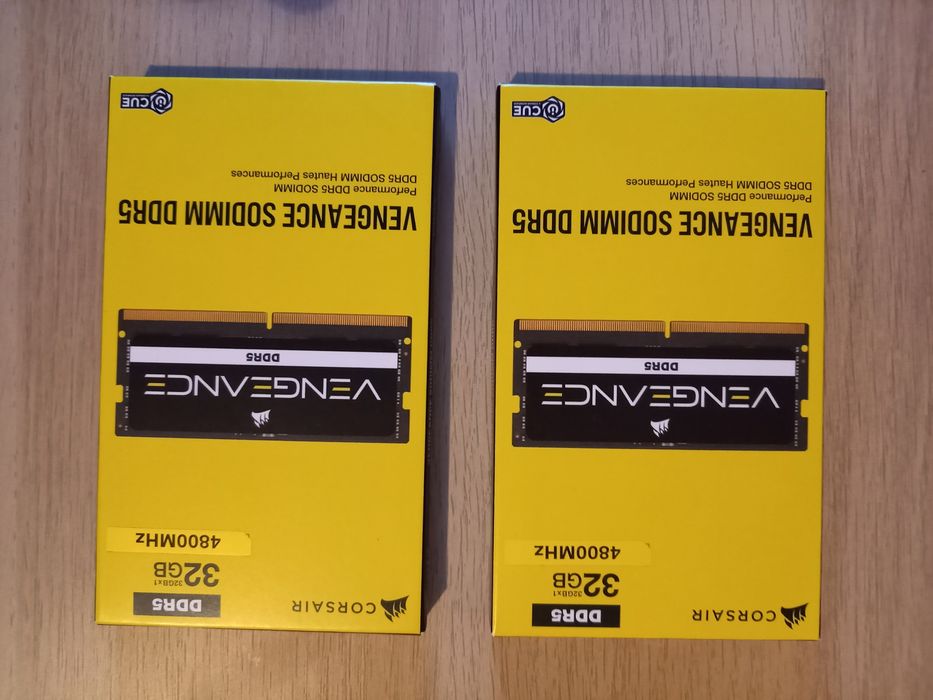 CORSAIR
DDR5
32GB
32GBx1
4800MHz
VENGEANCE
DDR5
VENGEANCE SODIMM DDR5
Performance DDR5 SODIMM
DDR5 SODIMM Hautes Performances
iCUE
CORSAIR
DDR5
32GB
32GBx1
4800MHz
VENGEANCE
DDR5
VENGEANCE SODIMM DDR5
Performance DDR5 SODIMM
DDR5 SODIMM Hautes Performances
iCUE